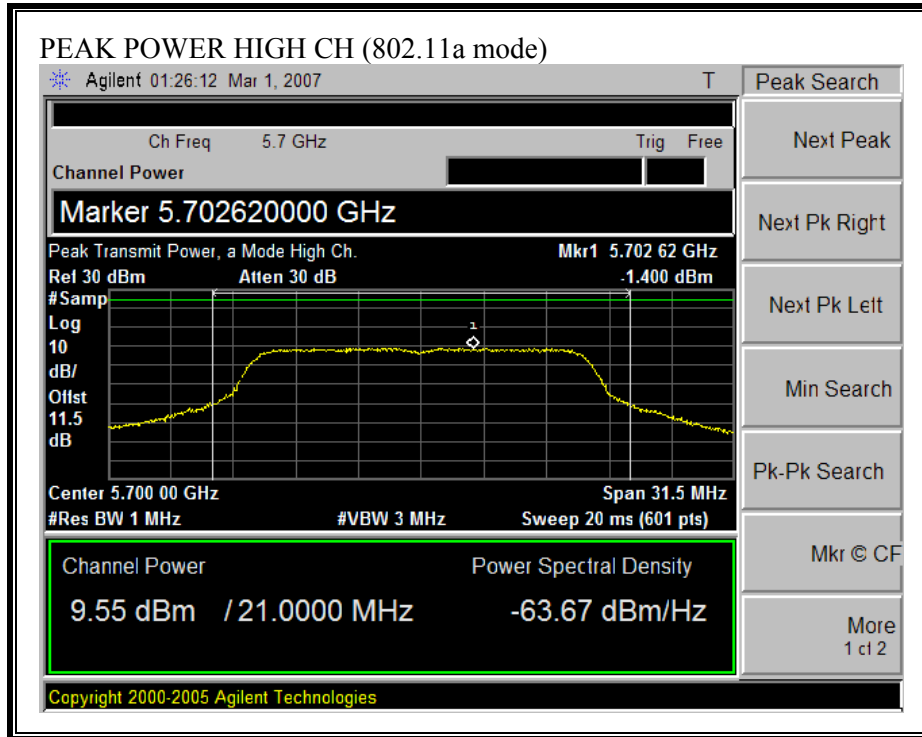 PEAK POWER HIGH CH (802.11a mode)
Agilent 01:26:12 Mar 1, 2007 T
Peak Search
Ch Freq 5.7 GHz Trig Free
Channel Power
Marker 5.702620000 GHz
Peak Transmit Power, a Mode High Ch. Mkr1 5.702 62 GHz
Ref 30 dBm Atten 30 dB -1.400 dBm
#Samp
Log
10
dB/
Offst
11.5
dB
1
Center 5.700 00 GHz Span 31.5 MHz
#Res BW 1 MHz #VBW 3 MHz Sweep 20 ms (601 pts)
Channel Power Power Spectral Density
9.55 dBm / 21.0000 MHz -63.67 dBm/Hz
Copyright 2000-2005 Agilent Technologies
Next Peak
Next Pk Right
Next Pk Left
Min Search
Pk-Pk Search
Mkr © CF
More
1 of 2